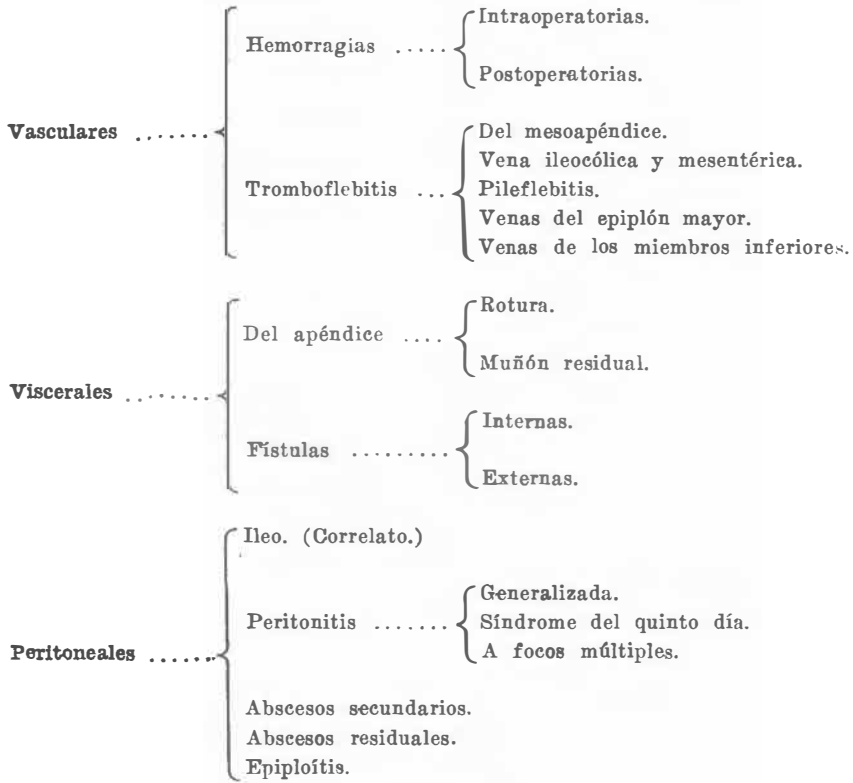 Intraoperatorias.
Hemorragias .....
Postoperatorias.
Vasculares ......
Del mesoapéndice.
Vena ileocólica y mesentérica.
Tromboflebitis ...
Pileflebitis.
Venas del epiplón mayor.
Venas de los miembros inferiores.
Rotura.
Del apéndice ....
Muñón residual.
Viscerales .......
Internas.
Fístulas .........
Externas.
Ileo. (Correlato.)
Generalizada.
Peritonitis .......
Síndrome del quinto día.
A focos múltiples.
Peritoneales ......
Abscesos secundarios.
Abscesos residuales.
Epiploítis.